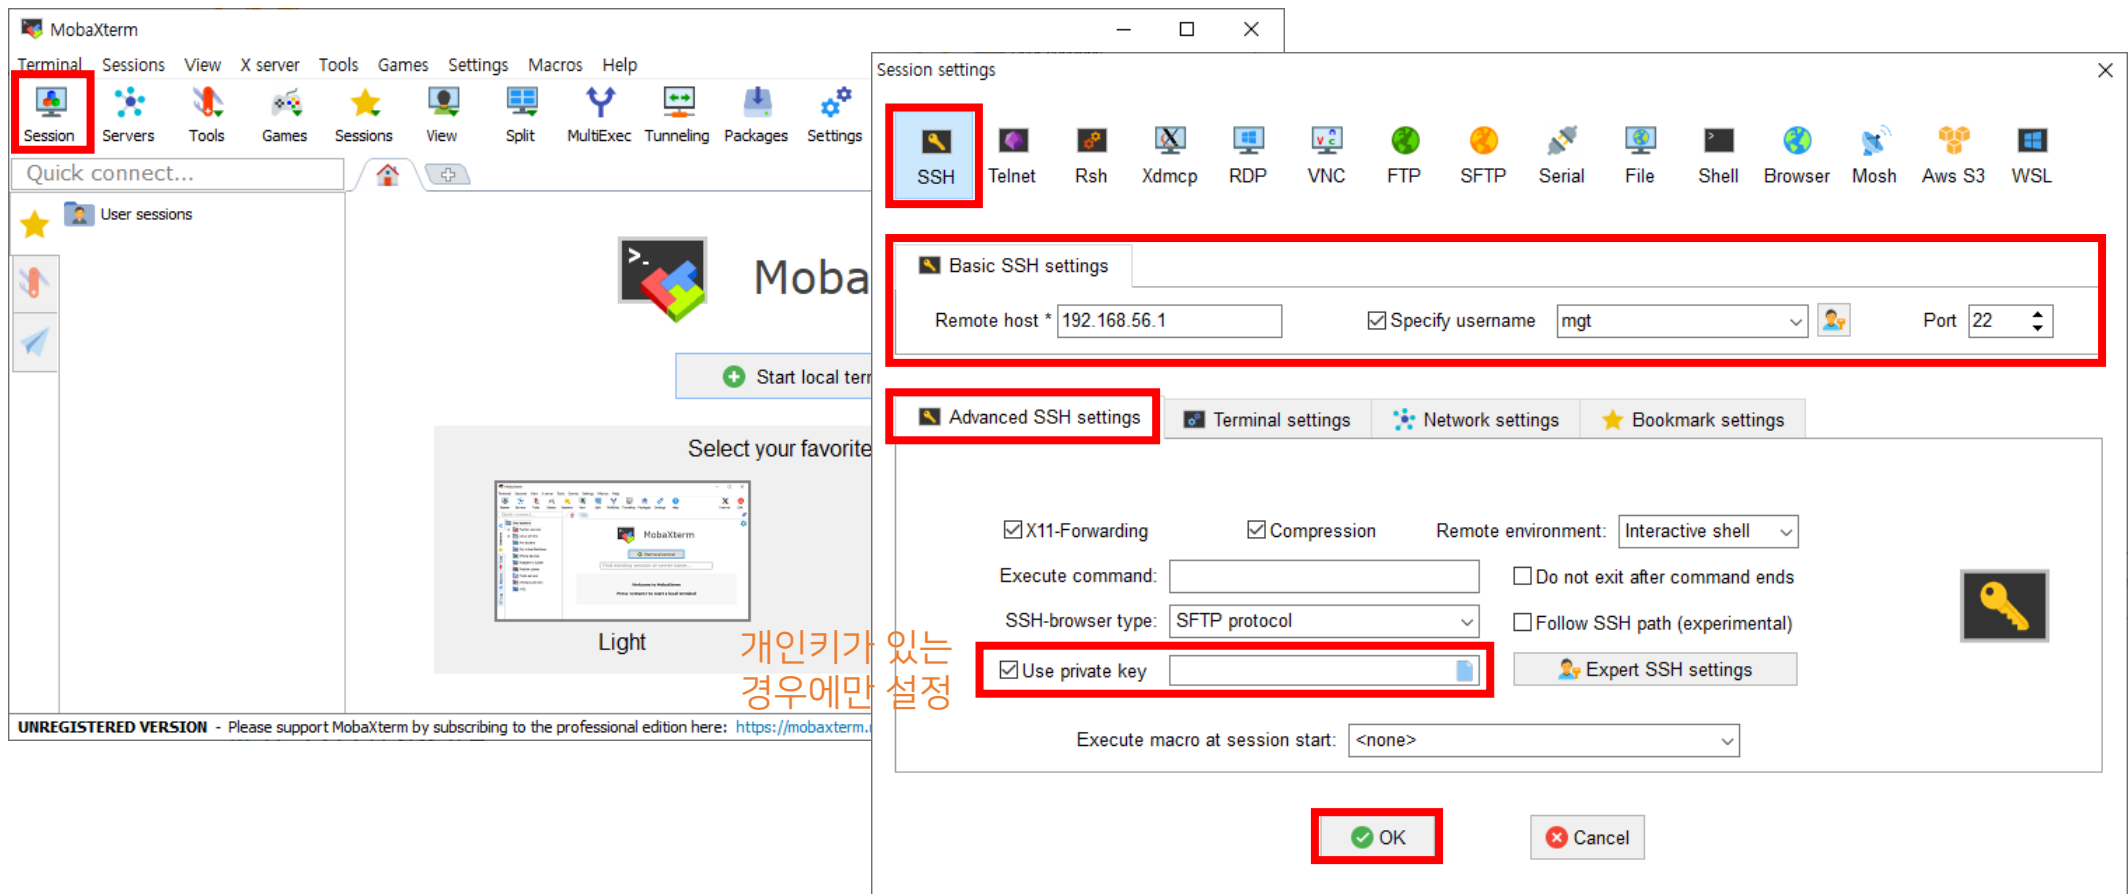 MobaXterm
Terminal Sessions View X server Tools Games Settings Macros Help
Session Servers Tools Games Sessions View Split MultiExec Tunneling Packages Settings
Quick connect...
User sessions
Moba
Start local terr
Select your favorite
MobaXterm
Light
개인키가 있는
경우에만 설정
UNREGISTERED VERSION - Please support MobaXterm by subscribing to the professional edition here: https://mobaxterm.
Session settings
SSH Telnet Rsh Xdmcp RDP VNC FTP SFTP Serial File Shell Browser Mosh Aws S3 WSL
Basic SSH settings
Remote host * 192.168.56.1 Specify username mgt Port 22
Advanced SSH settings Terminal settings Network settings Bookmark settings
X11-Forwarding Compression Remote environment: Interactive shell
Execute command: Do not exit after command ends
SSH-browser type: SFTP protocol Follow SSH path (experimental)
Use private key Expert SSH settings
Execute macro at session start: <none>
OK Cancel